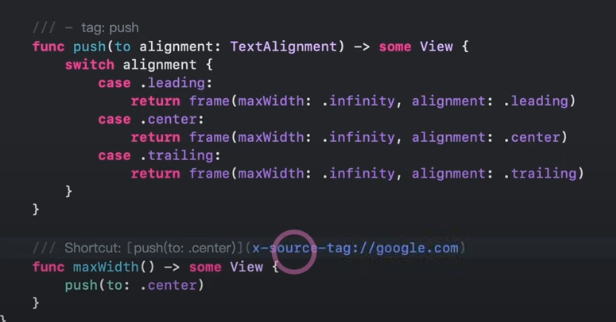 /// - tag: push
func push(to alignment: TextAlignment) -> some View {
switch alignment {
case .leading:
return frame(maxWidth: .infinity, alignment: .leading)
case .center:
return frame(maxWidth: .infinity, alignment: .center)
case .trailing:
return frame(maxWidth: .infinity, alignment: .trailing)
}
}
/// Shortcut: [push(to: .center)](x-source-tag://google.com)
func maxWidth() -> some View {
push(to: .center)
}
}